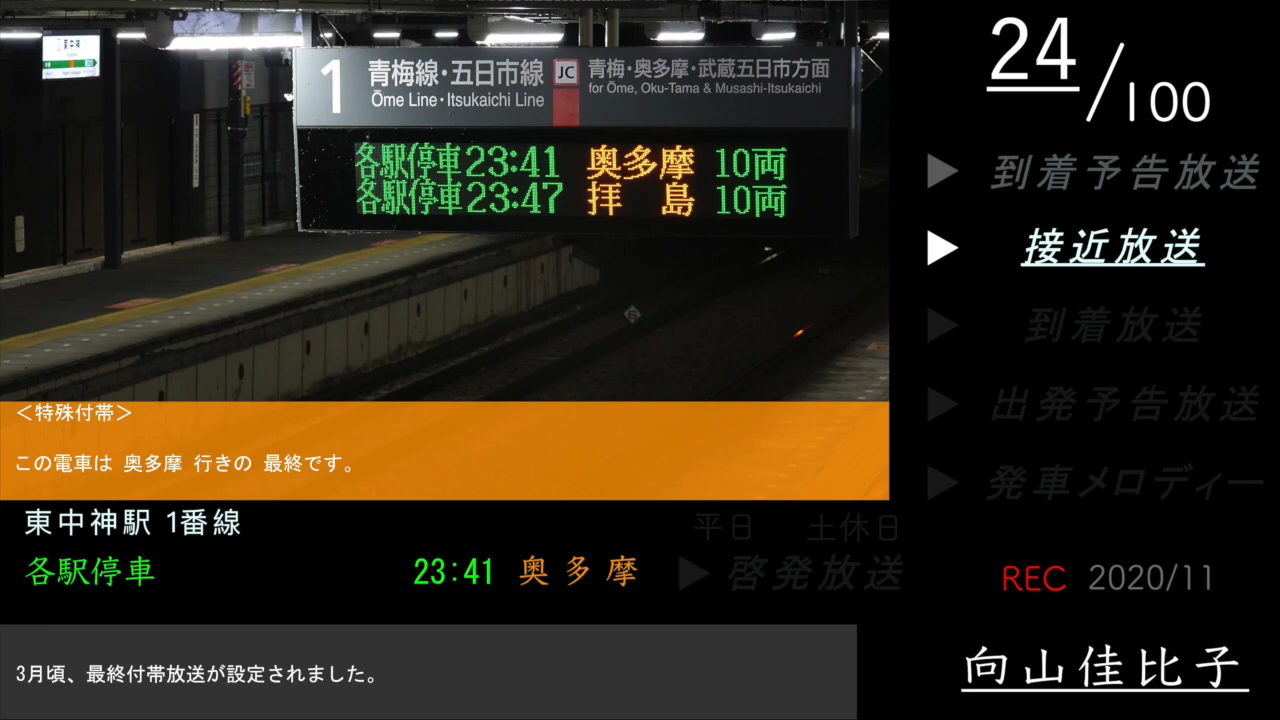 東中神
1 青梅線・五日市線 JC 青梅・奥多摩・武蔵五日市方面
Ōme Line・Itsukaichi Line for Ōme, Oku-Tama & Musashi-Itsukaichi
各駅停車 23:41 奥多摩 10両
各駅停車 23:47 拝島 10両
S
<特殊付帯>
この電車は 奥多摩 行きの 最終です。
東中神駅 1番線
各駅停車 23:41 奥多摩
3月頃、最終付帯放送が設定されました。
24/100
▶ 到着予告放送
▶ 接近放送
▶ 到着放送
▶ 出発予告放送
▶ 発車メロディー
平日 土休日
▶ 啓発放送
REC 2020/11
向山佳比子